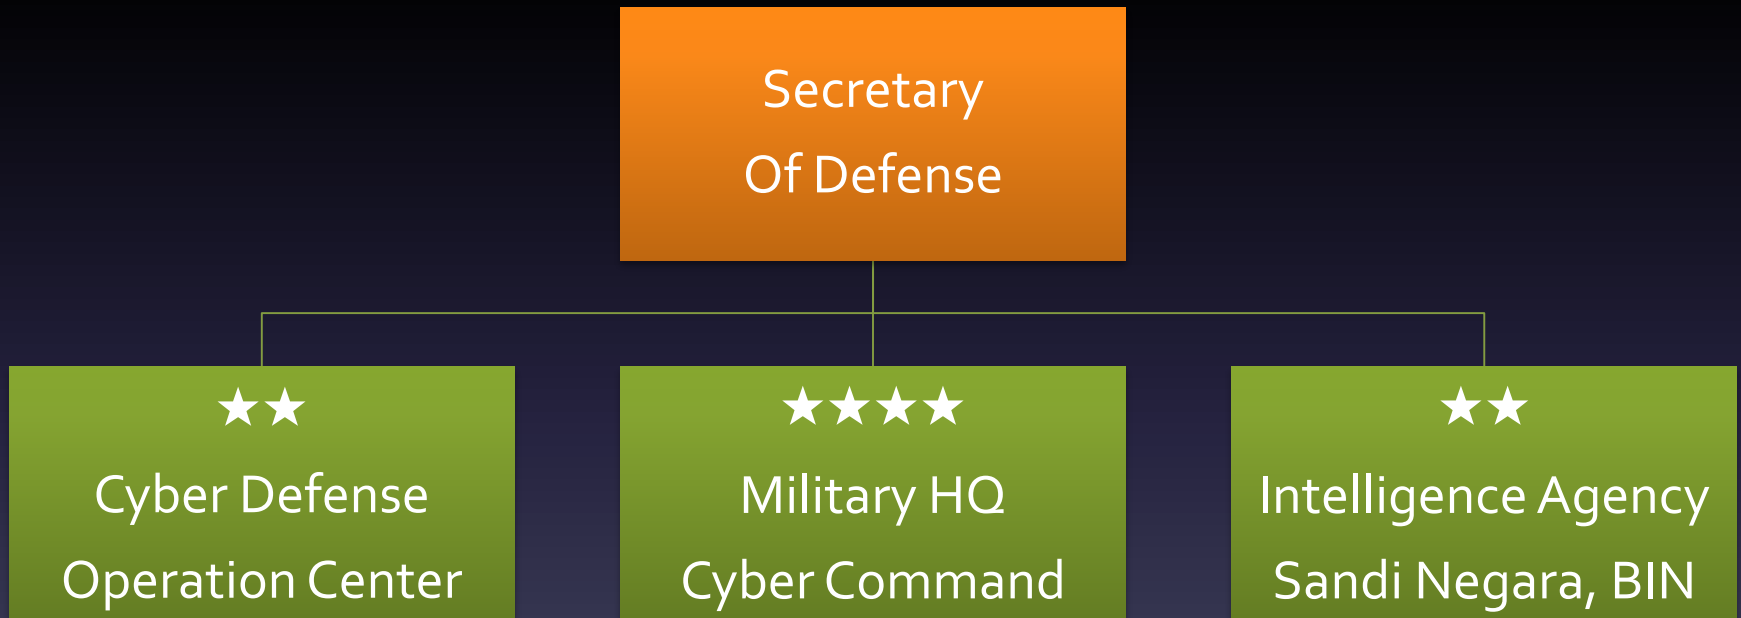 Secretary
Of Defense
★★
Cyber Defense
Operation Center
★★★★
Military HQ
Cyber Command
★★
Intelligence Agency
Sandi Negara, BIN